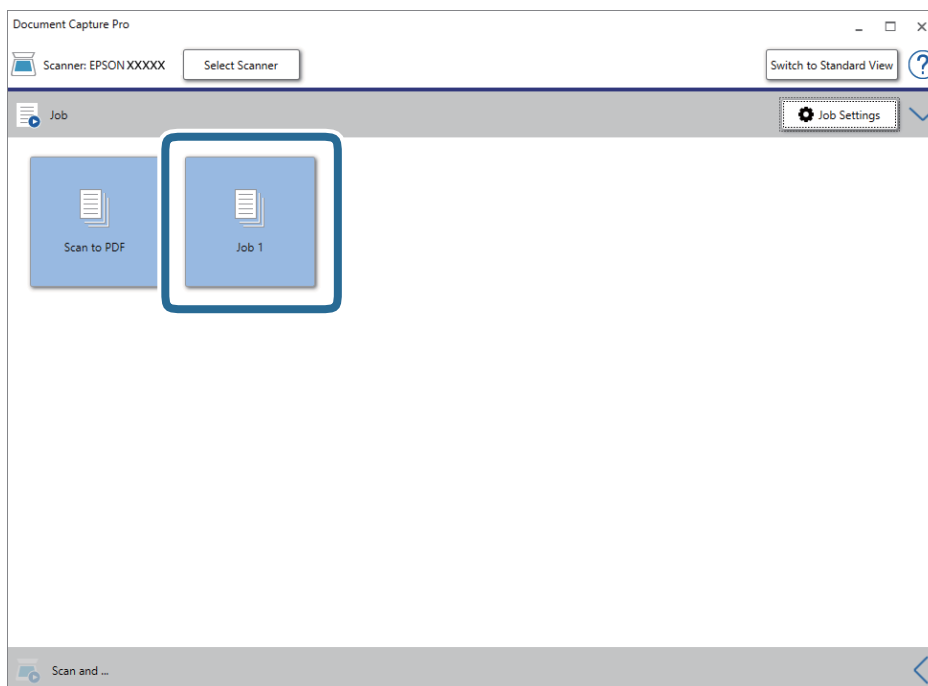 Document Capture Pro
Scanner: EPSON XXXXX
Select Scanner
Switch to Standard View
?
Job
Job Settings
Scan to PDF
Job 1
Scan and ...